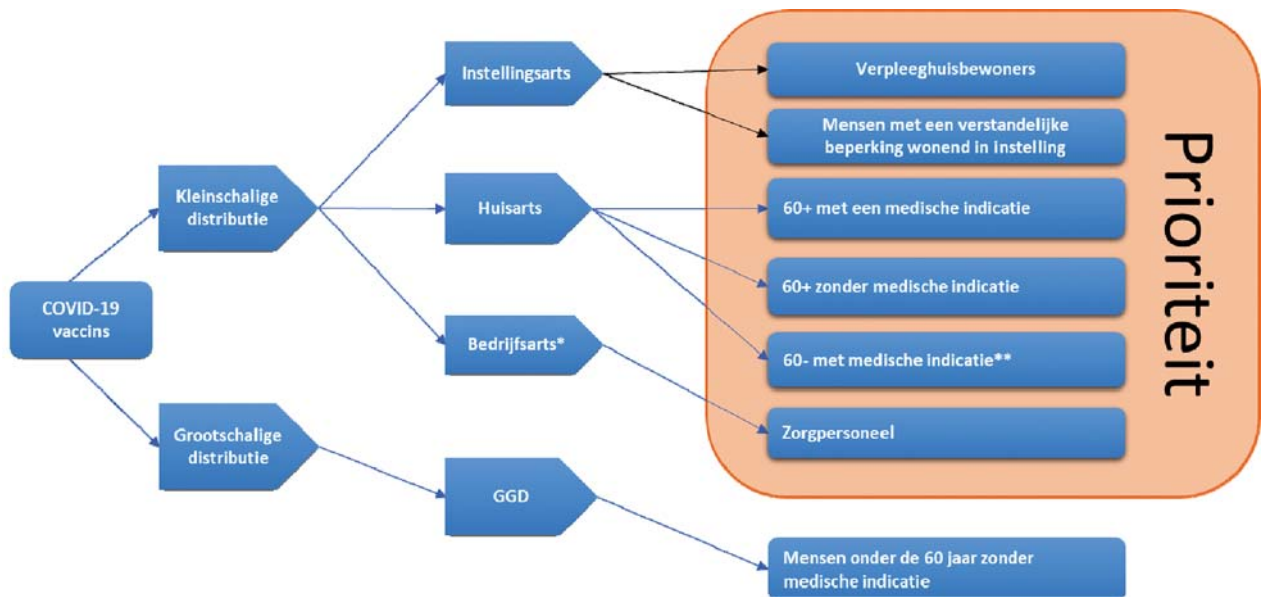 COVID-19
vaccins
Kleinschalige
distributie
Grootschalige
distributie
Instellingsarts
Huisarts
Bedrijfsarts*
GGD
Verpleeghuisbewoners
Mensen met een verstandelijke
beperking wonend in instelling
60+ met een medische indicatie
60+ zonder medische indicatie
60- met medische indicatie**
Zorgpersoneel
Mensen onder de 60 jaar zonder
medische indicatie
Prioriteit